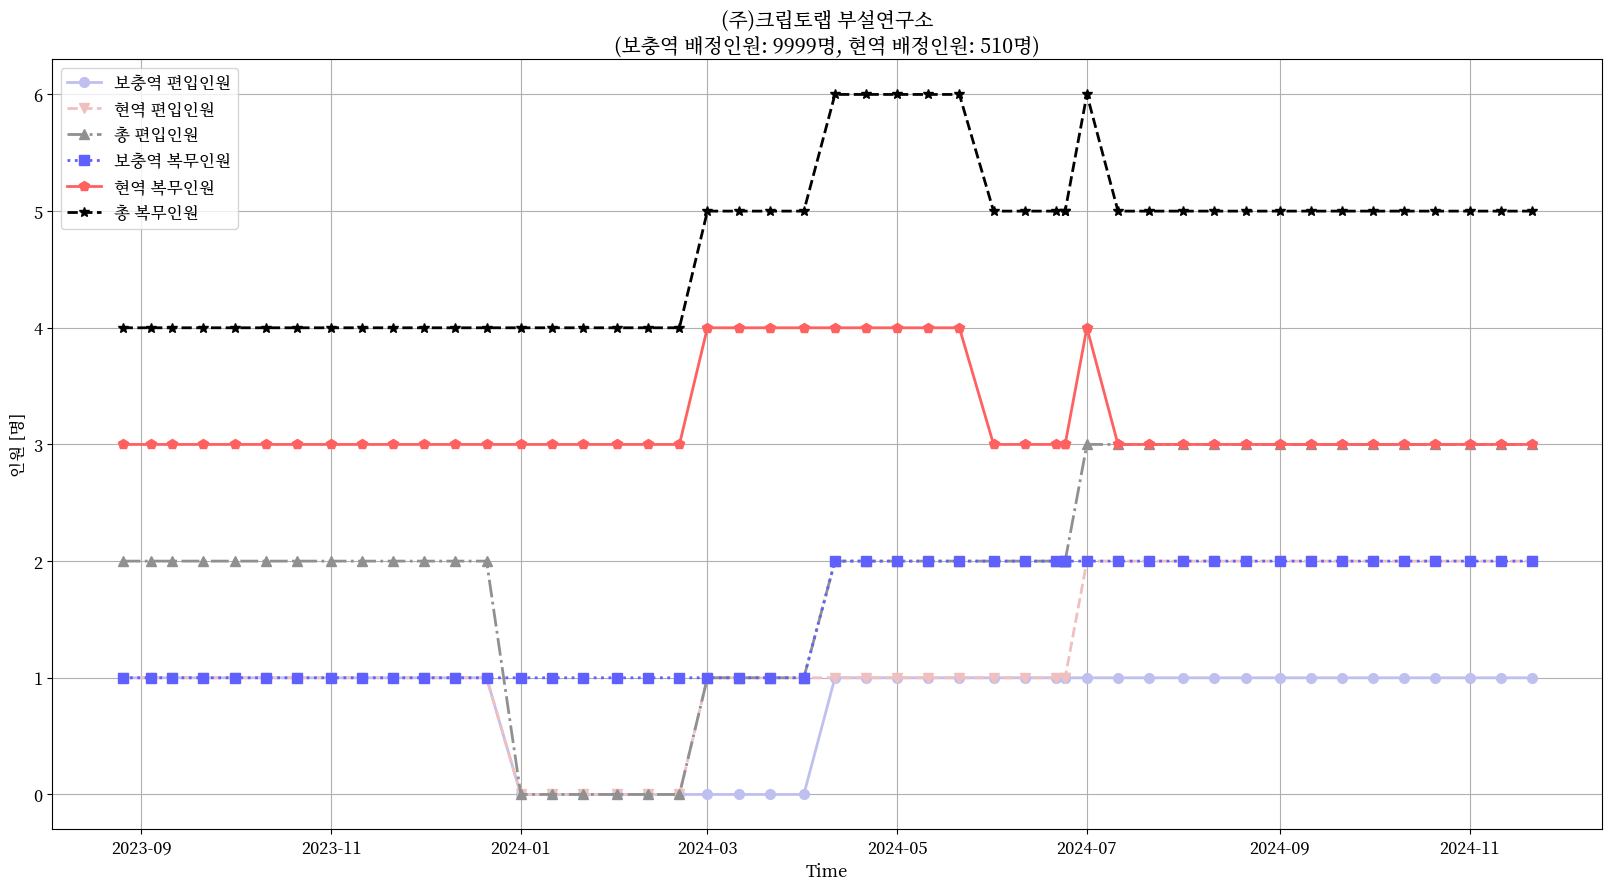 (주)크립토랩 부설연구소
(보충역 배정인원: 9999명, 현역 배정인원: 510명)
보충역 편입인원
현역 편입인원
총 편입인원
보충역 복무인원
현역 복무인원
총 복무인원
6
5
4
3
2
1
0
인원 [명]
2023-09
2023-11
2024-01
2024-03
2024-05
2024-07
2024-09
2024-11
Time